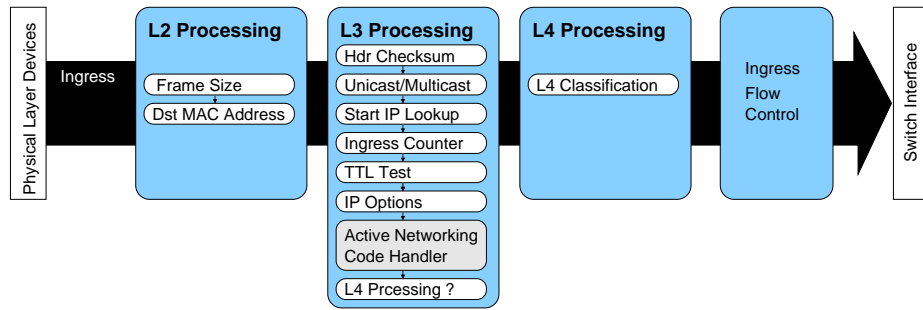 Physical Layer Devices
Ingress
L2 Processing
Frame Size
Dst MAC Address
L3 Processing
Hdr Checksum
Unicast/Multicast
Start IP Lookup
Ingress Counter
TTL Test
IP Options
Active Networking
Code Handler
L4 Prcessing ?
L4 Processing
L4 Classification
Ingress
Flow
Control
Switch Interface